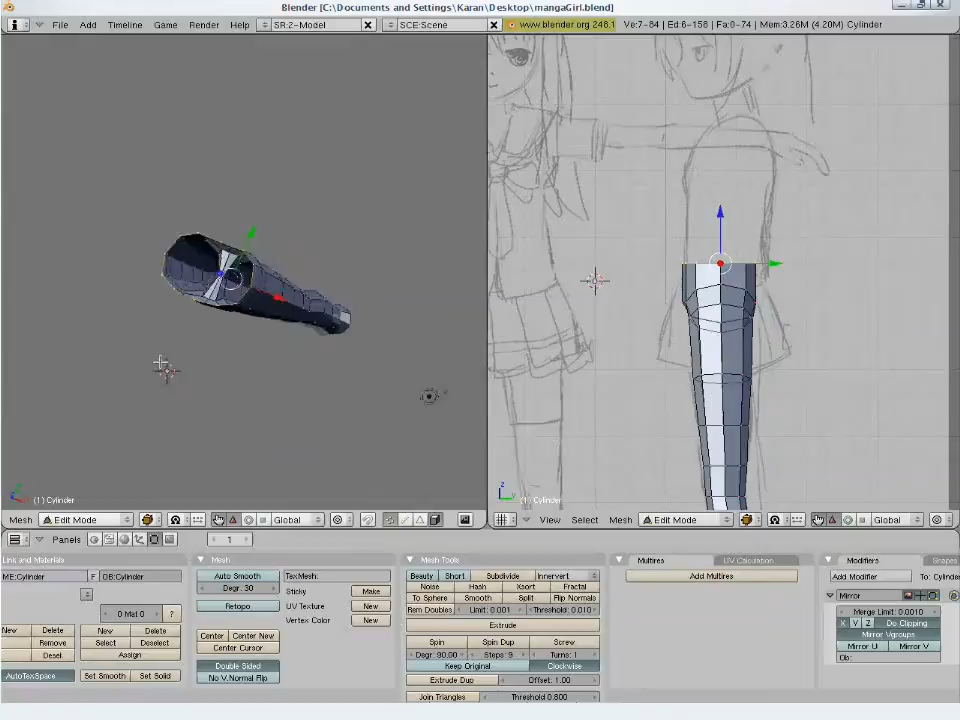 Blender [C:\Documents and Settings\Karan\Desktop\mangaGirl.blend]
File Add Timeline Game Render Help SR:2-Model SCE:Scene www.blender.org 248.1 Ve:7-84 | Ed:6-158 | Fa:0-74 | Mem:3.26M (4.20M) Cylinder
(1) Cylinder
(1) Cylinder
Mesh Edit Mode Global View Select Mesh Edit Mode Global
Panels 1
Link and Materials Mesh Mesh Tools Multires UV Calculation Modifiers Shapes
ME:Cylinder F OB:Cylinder Auto Smooth TexMesh: Beauty Short Subdivide Innervert Add Multires Add Modifier To: Cylinder
Degr: 30 Sticky Make Noise Hash Xsort Fractal
Mirror
Retopo UV Texture New To Sphere Smooth Split Flip Normals
0 Mat 0 ? Vertex Color New Rem Doubles Limit: 0.001 Threshold: 0.010 Merge Limit: 0.0010
New Delete New Delete Center Center New Extrude X Y Z Do Clipping
Remove Select Deselect Center Cursor Spin Spin Dup Screw Mirror Vgroups
Desel. Assign Degr: 90.00 Steps: 9 Turns: 1 Mirror U Mirror V
Double Sided Keep Original Clockwise Ob:
AutoTexSpace Set Smooth Set Solid No V.Normal Flip Extrude Dup Offset: 1.00
Join Triangles Threshold 0.800